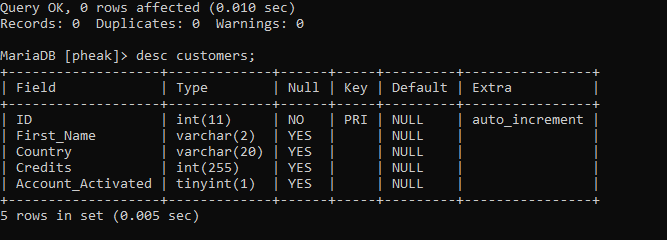 Query OK, 0 rows affected (0.010 sec)
Records: 0  Duplicates: 0  Warnings: 0
MariaDB [pheak]> desc customers;
+-------------------+--------------+------+-----+---------+----------------+
| Field             | Type         | Null | Key | Default | Extra          |
+-------------------+--------------+------+-----+---------+----------------+
| ID                | int(11)      | NO   | PRI | NULL    | auto_increment |
| First_Name        | varchar(2)   | YES  |     | NULL    |                |
| Country           | varchar(20)  | YES  |     | NULL    |                |
| Credits           | int(255)     | YES  |     | NULL    |                |
| Account_Activated | tinyint(1)   | YES  |     | NULL    |                |
+-------------------+--------------+------+-----+---------+----------------+
5 rows in set (0.005 sec)